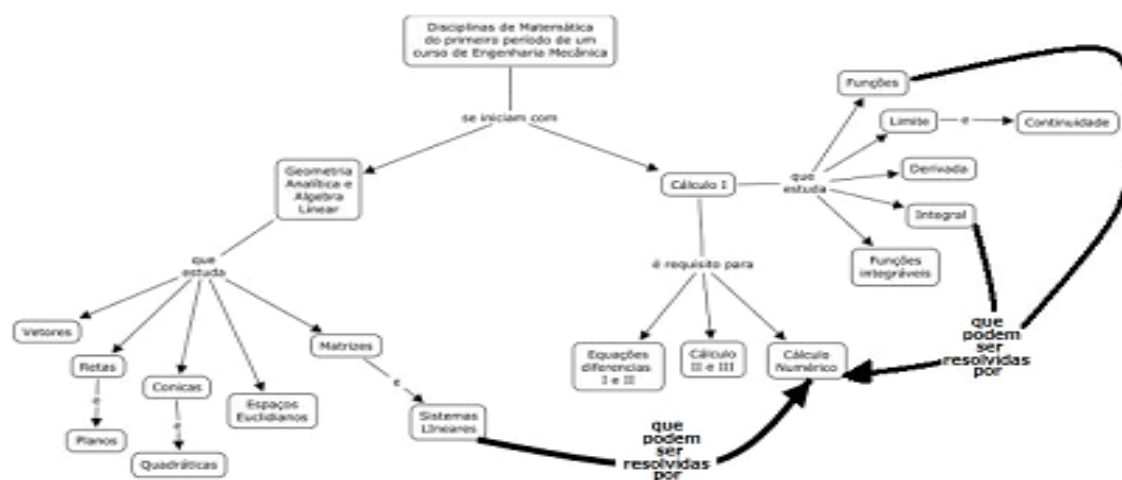 Disciplinas de Matemática
do primeiro período de um
curso de Engenharia Mecânica
se iniciam com
Geometria
Analítica e
Algebra
Linear
que
estuda
Vetores
Retas
e
Planos
Conicas
e
Quadráticas
Espaços
Euclidianos
Matrizes
e
Sistemas
Lineares
que
podem
ser
resolvidas
por
Cálculo I
que
estuda
Funções
Limite
e
Continuidade
Derivada
Integral
Funções
integráveis
é requisito para
Equações
diferencias
I e II
Cálculo
II e III
Cálculo
Numérico
que
podem
ser
resolvidas
por